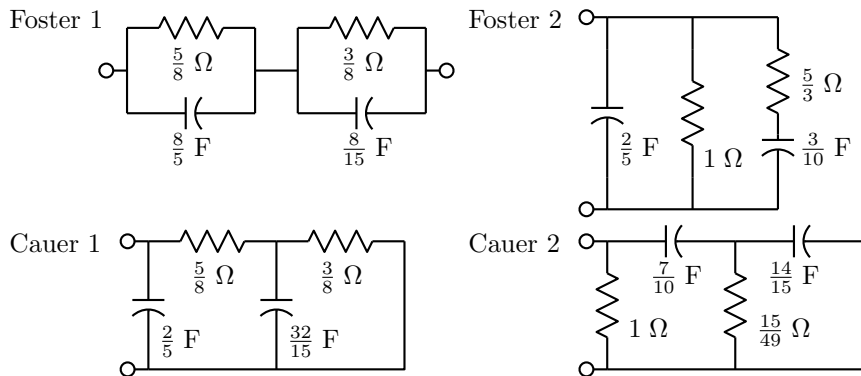 Foster 1
5/8 Ω
3/8 Ω
8/5 F
8/15 F
Foster 2
5/3 Ω
2/5 F
1 Ω
3/10 F
Cauer 1
5/8 Ω
3/8 Ω
2/5 F
32/15 F
Cauer 2
7/10 F
14/15 F
1 Ω
15/49 Ω